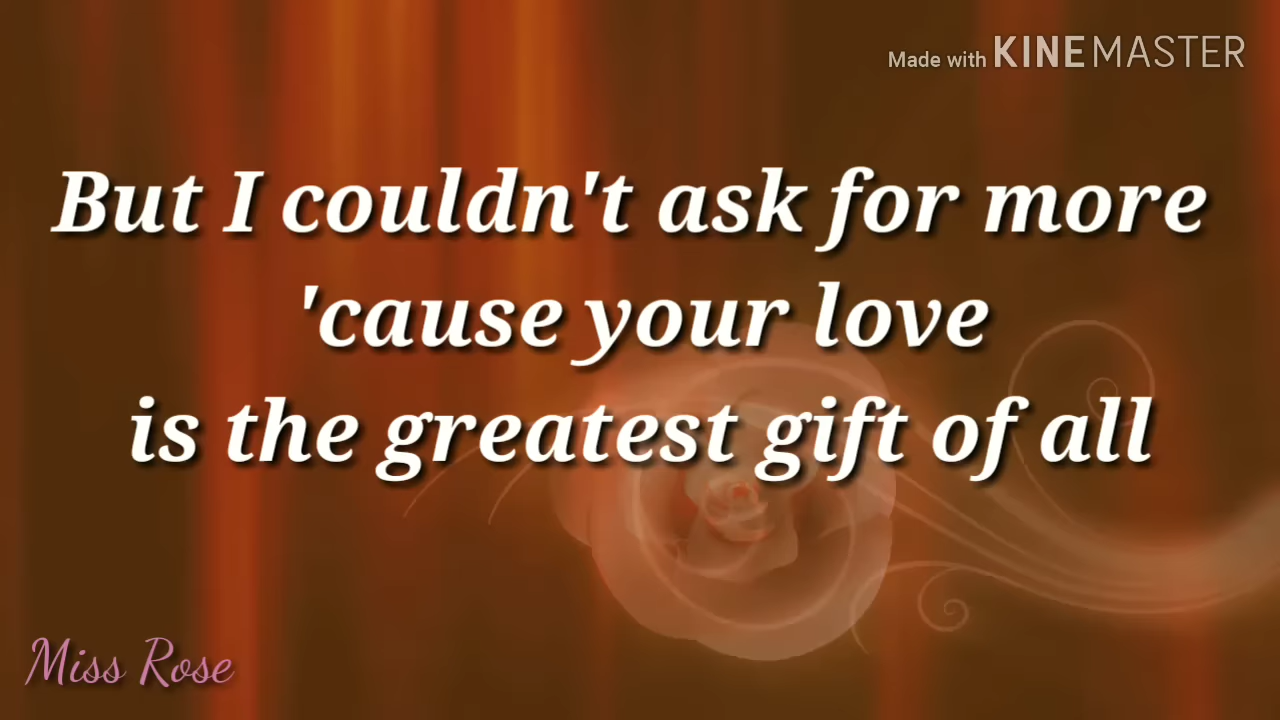 Made with KINEMASTER
But I couldn't ask for more
'cause your love
is the greatest gift of all
Miss Rose